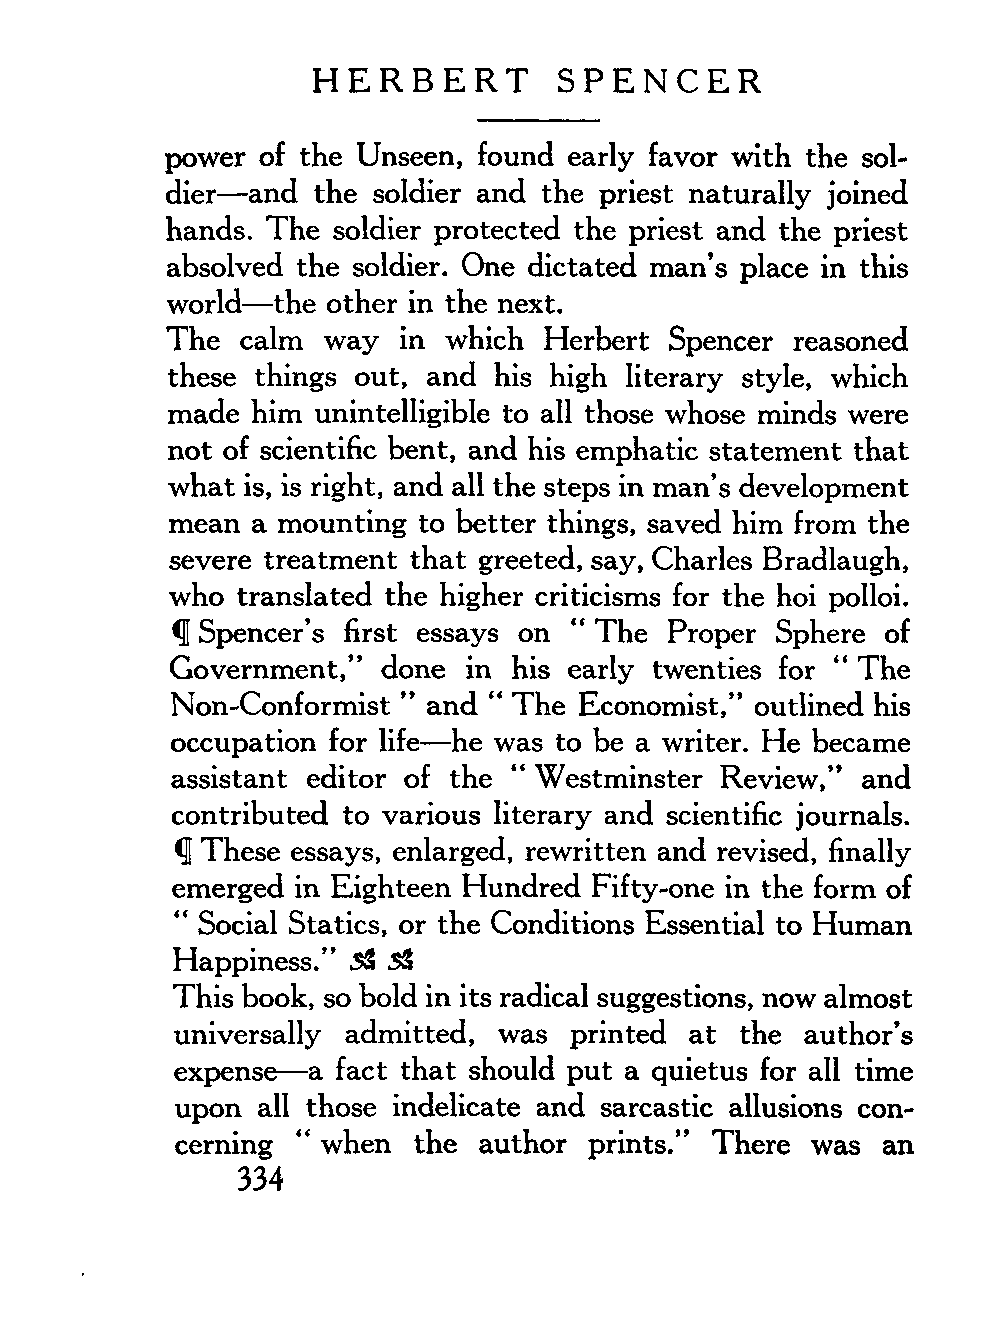 HERBERT SPENCER
power of the Unseen, found early favor with the sol-
dier—and the soldier and the priest naturally joined
hands. The soldier protected the priest and the priest
absolved the soldier. One dictated man's place in this
world—the other in the next.
The calm way in which Herbert Spencer reasoned
these things out, and his high literary style, which
made him unintelligible to all those whose minds were
not of scientific bent, and his emphatic statement that
what is, is right, and all the steps in man's development
mean a mounting to better things, saved him from the
severe treatment that greeted, say, Charles Bradlaugh,
who translated the higher criticisms for the hoi polloi.
¶ Spencer's first essays on " The Proper Sphere of
Government," done in his early twenties for " The
Non-Conformist " and " The Economist," outlined his
occupation for life—he was to be a writer. He became
assistant editor of the " Westminster Review," and
contributed to various literary and scientific journals.
¶ These essays, enlarged, rewritten and revised, finally
emerged in Eighteen Hundred Fifty-one in the form of
" Social Statics, or the Conditions Essential to Human
Happiness."
This book, so bold in its radical suggestions, now almost
universally admitted, was printed at the author's
expense—a fact that should put a quietus for all time
upon all those indelicate and sarcastic allusions con-
cerning " when the author prints." There was an
334